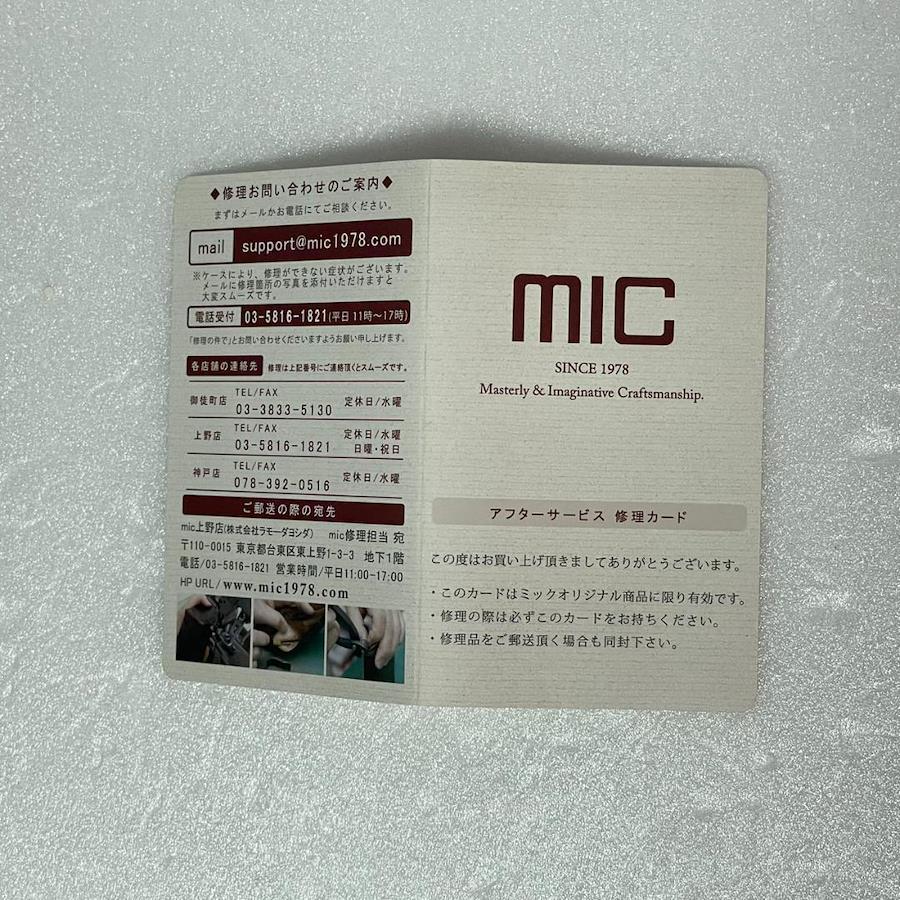 ◆修理お問い合わせのご案内◆
まずはメールかお電話にてご相談ください。
mail support@mic1978.com
※ケースにより、修理ができない症状がございます。
メールに修理箇所の写真を添付いただけますと
大変スムーズです。
電話受付 03-5816-1821(平日11時~17時)
「修理の件で」とお問い合わせくださいますようお願い申し上げます。
各店舗の連絡先 修理は上記番号にご連絡頂くとスムーズです。
御徒町店 TEL/FAX 03-3833-5130 定休日/水曜
上野店 TEL/FAX 03-5816-1821 定休日/水曜 日曜・祝日
神戸店 TEL/FAX 078-392-0516 定休日/水曜
ご郵送の際の宛先
mic上野店(株式会社ラモーダヨシダ) mic修理担当 宛
〒110-0015 東京都台東区東上野1-3-3 地下1階
電話/03-5816-1821 営業時間/平日11:00-17:00
HP URL/www.mic1978.com
mic
SINCE 1978
Masterly & Imaginative Craftsmanship.
アフターサービス 修理カード
この度はお買い上げ頂きましてありがとうございます。
・このカードはミックオリジナル商品に限り有効です。
・修理の際は必ずこのカードをお持ちください。
・修理品をご郵送頂く場合も同封下さい。